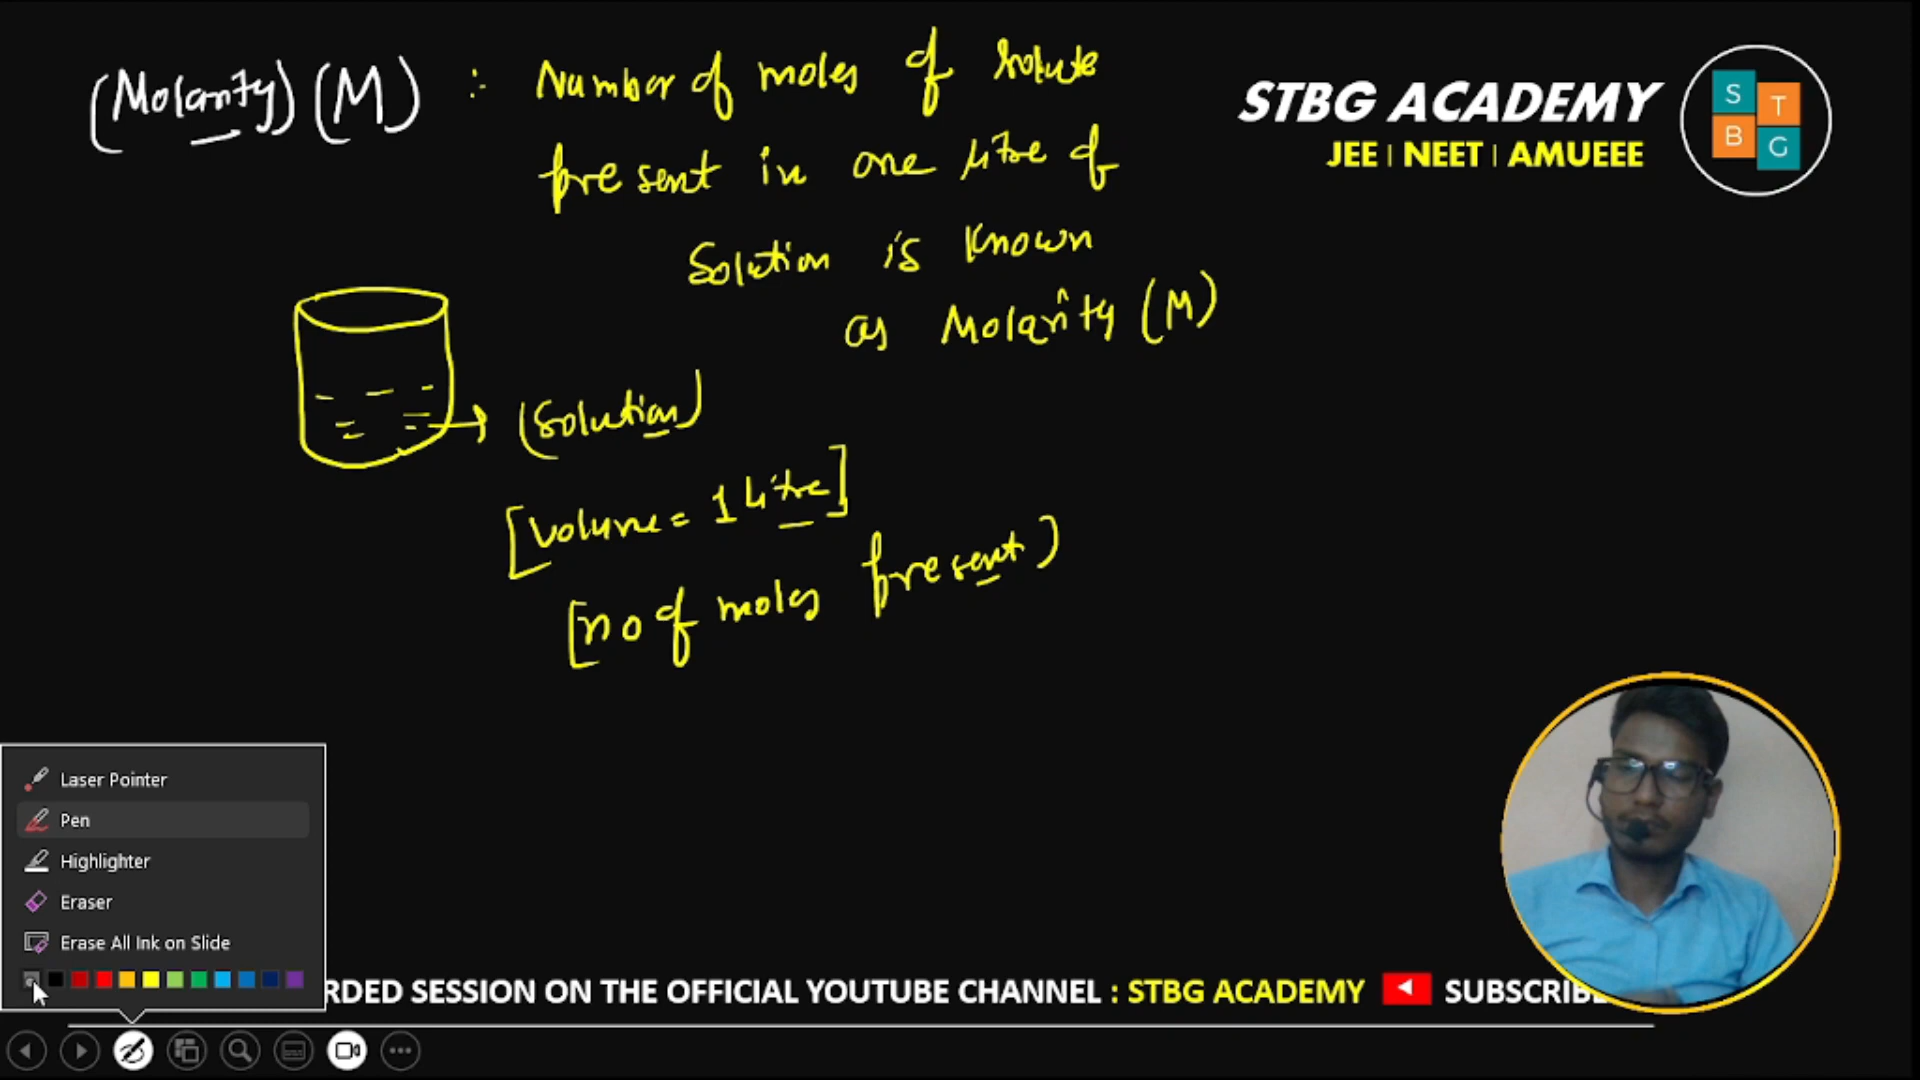 (Molarity) (M) :- Number of moles of solute
present in one litre of
Solution is known
as Molarity (M)
(Solution)
[Volume = 1 Litre]
[no of moles present)
STBG ACADEMY
JEE | NEET | AMUEEE
S T
B G
Laser Pointer
Pen
Highlighter
Eraser
Erase All Ink on Slide
RDED SESSION ON THE OFFICIAL YOUTUBE CHANNEL : STBG ACADEMY SUBSCRIBE